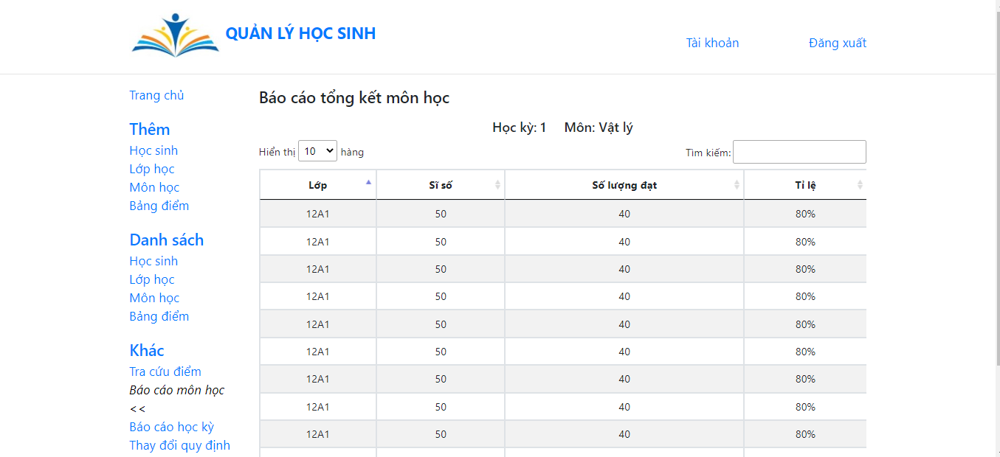 QUẢN LÝ HỌC SINH
Tài khoản Đăng xuất
Trang chủ
Thêm
Học sinh
Lớp học
Môn học
Bảng điểm
Danh sách
Học sinh
Lớp học
Môn học
Bảng điểm
Khác
Tra cứu điểm
Báo cáo môn học
<<
Báo cáo học kỳ
Thay đổi quy định
Báo cáo tổng kết môn học
Học kỳ: 1 Môn: Vật lý
Hiển thị 10 hàng Tìm kiếm:
Lớp Sĩ số Số lượng đạt Tỉ lệ
12A1 50 40 80%
12A1 50 40 80%
12A1 50 40 80%
12A1 50 40 80%
12A1 50 40 80%
12A1 50 40 80%
12A1 50 40 80%
12A1 50 40 80%
12A1 50 40 80%